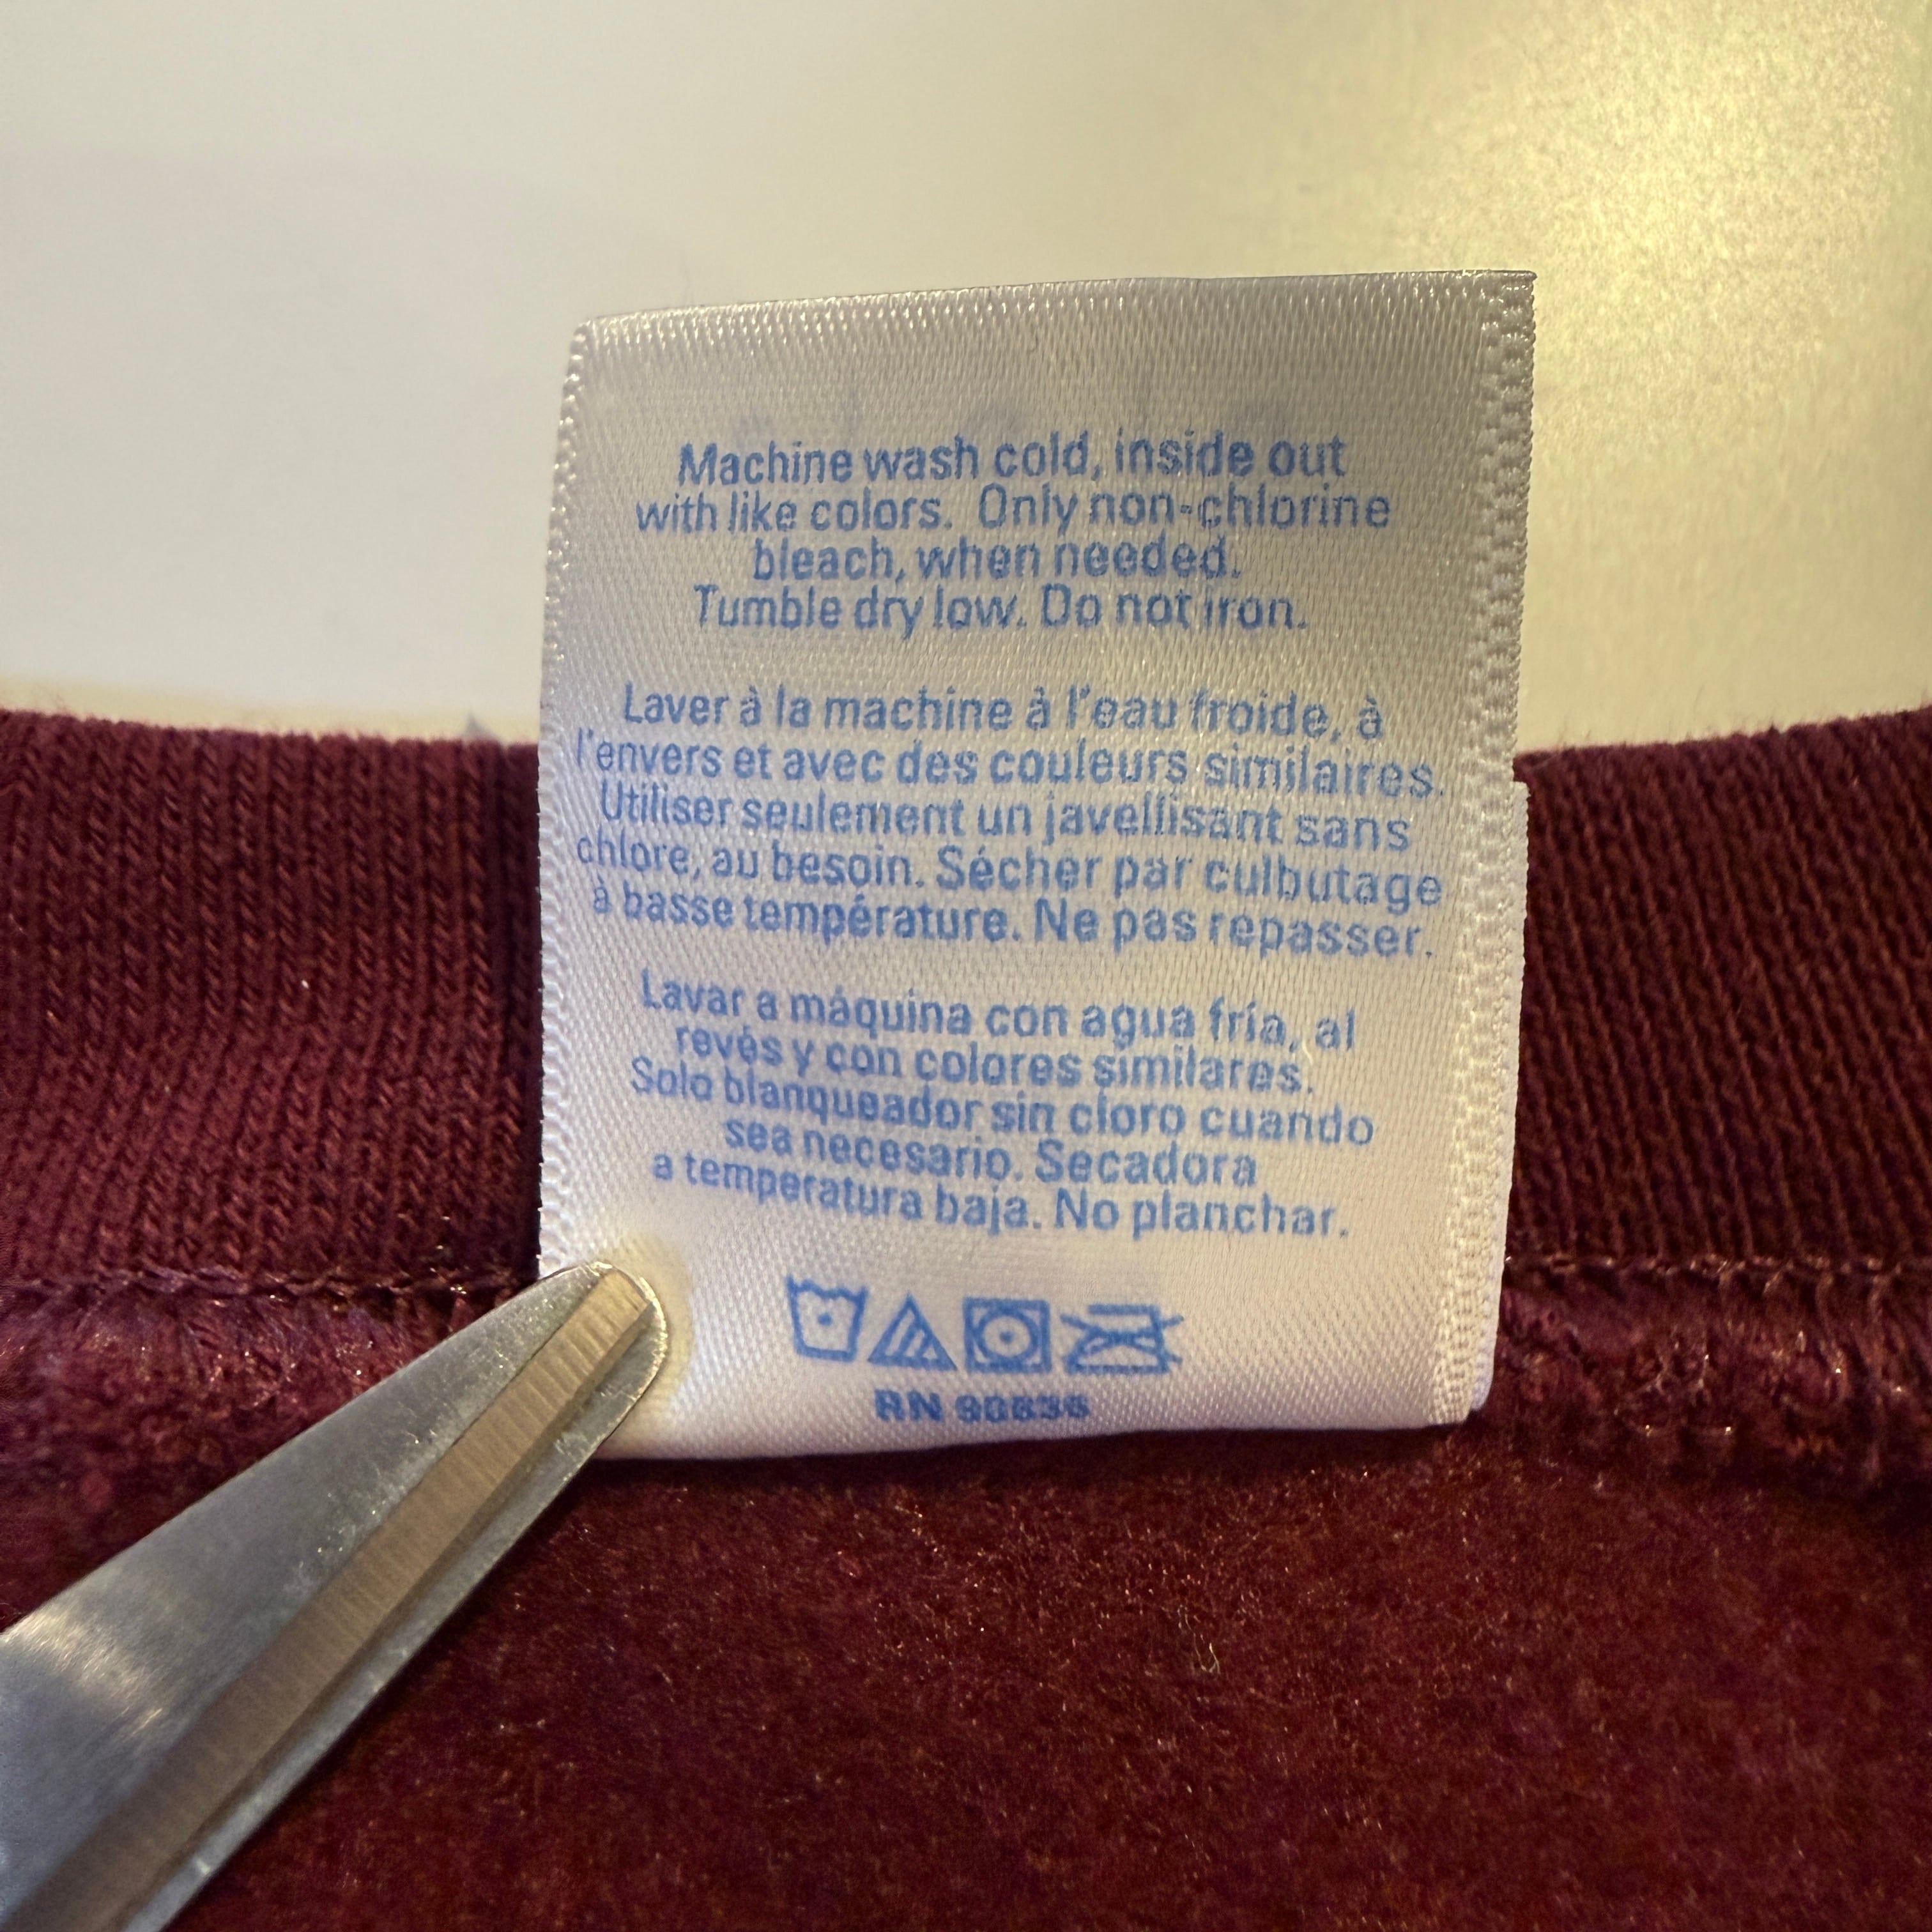 Machine wash cold, inside out
with like colors. Only non-chlorine
bleach, when needed.
Tumble dry low. Do not iron.
Laver à la machine à l'eau froide, à
l'envers et avec des couleurs similaires.
Utiliser seulement un javellisant sans
chlore, au besoin. Sécher par culbutage
à basse température. Ne pas repasser.
Lavar a máquina con agua fría, al
revés y con colores similares.
Solo blanqueador sin cloro cuando
sea necesario. Secadora
a temperatura baja. No planchar.
RN 90836